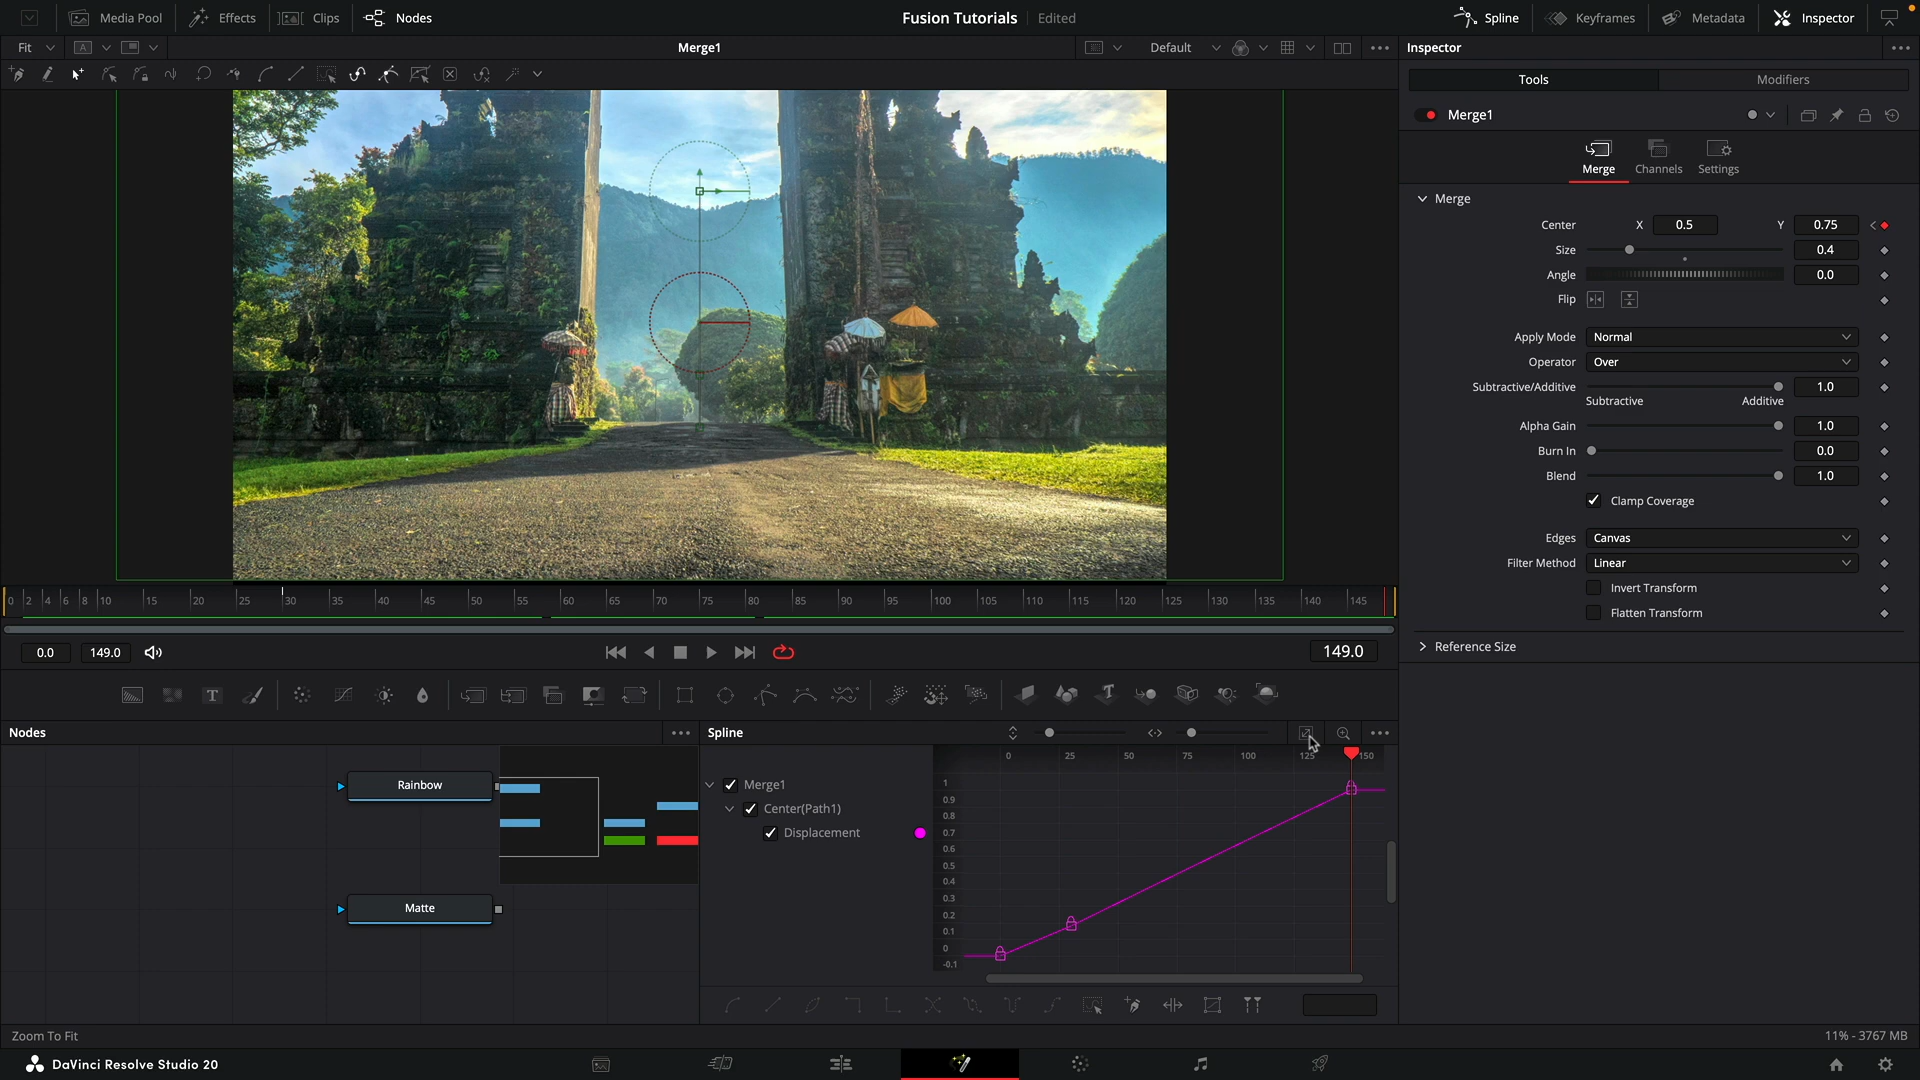 Media Pool Effects Clips Nodes Fusion Tutorials Edited Spline Keyframes Metadata Inspector
Fit A Merge1 Default Inspector
Tools Modifiers
Merge1
Merge Channels Settings
Merge
Center X 0.5 Y 0.75
Size 0.4
Angle 0.0
Flip
Apply Mode Normal
Operator Over
Subtractive/Additive 1.0
Subtractive Additive
Alpha Gain 1.0
Burn In 0.0
Blend 1.0
Clamp Coverage
Edges Canvas
Filter Method Linear
Invert Transform
Flatten Transform
Reference Size
0 2 4 6 8 10 15 20 25 30 35 40 45 50 55 60 65 70 75 80 85 90 95 100 105 110 115 120 125 130 135 140 145
0.0 149.0 149.0
T T
Nodes
Rainbow
Matte
Spline
0 25 50 75 100 125 150
Merge1
Center(Path1)
Displacement
1
0.9
0.8
0.7
0.6
0.5
0.4
0.3
0.2
0.1
0
-0.1
Zoom To Fit 11% - 3767 MB
DaVinci Resolve Studio 20